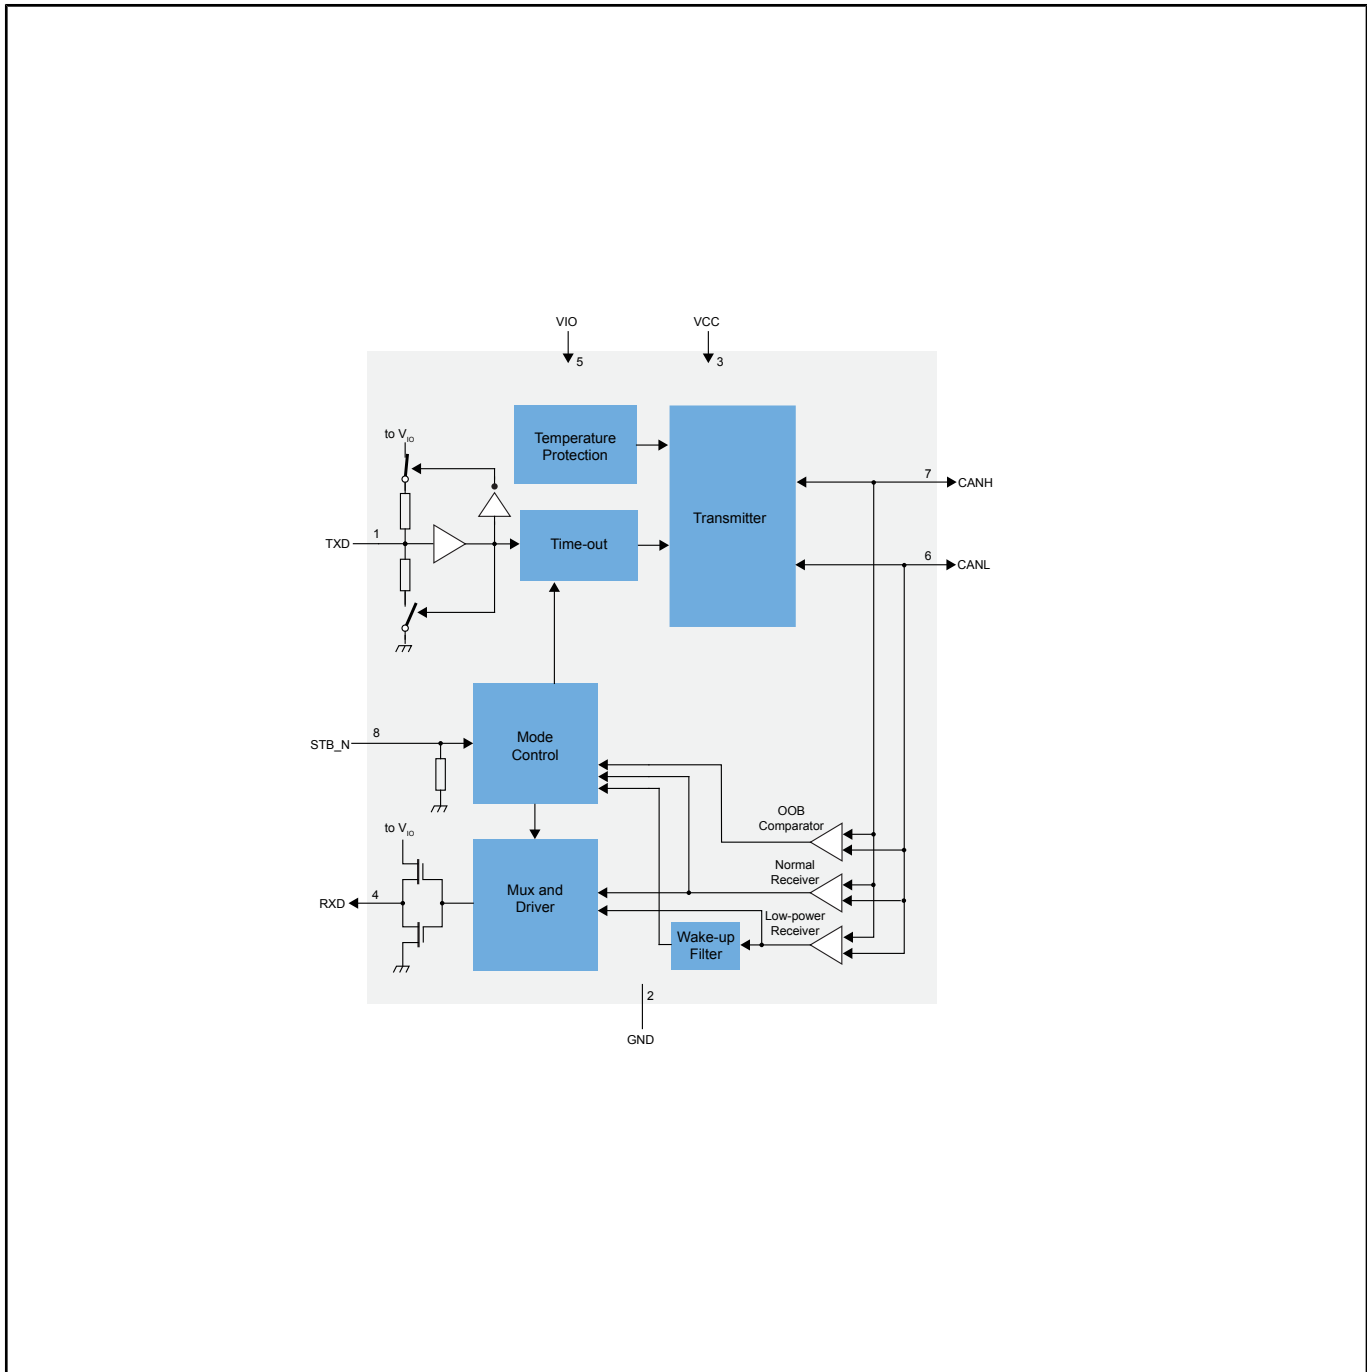 VIO
VCC
5
3
to VIO
Temperature
Protection
7
CANH
Transmitter
1
TXD
Time-out
6
CANL
8
STB_N
Mode
Control
OOB
Comparator
to VIO
Normal
Receiver
4
RXD
Mux and
Driver
Low-power
Receiver
Wake-up
Filter
2
GND